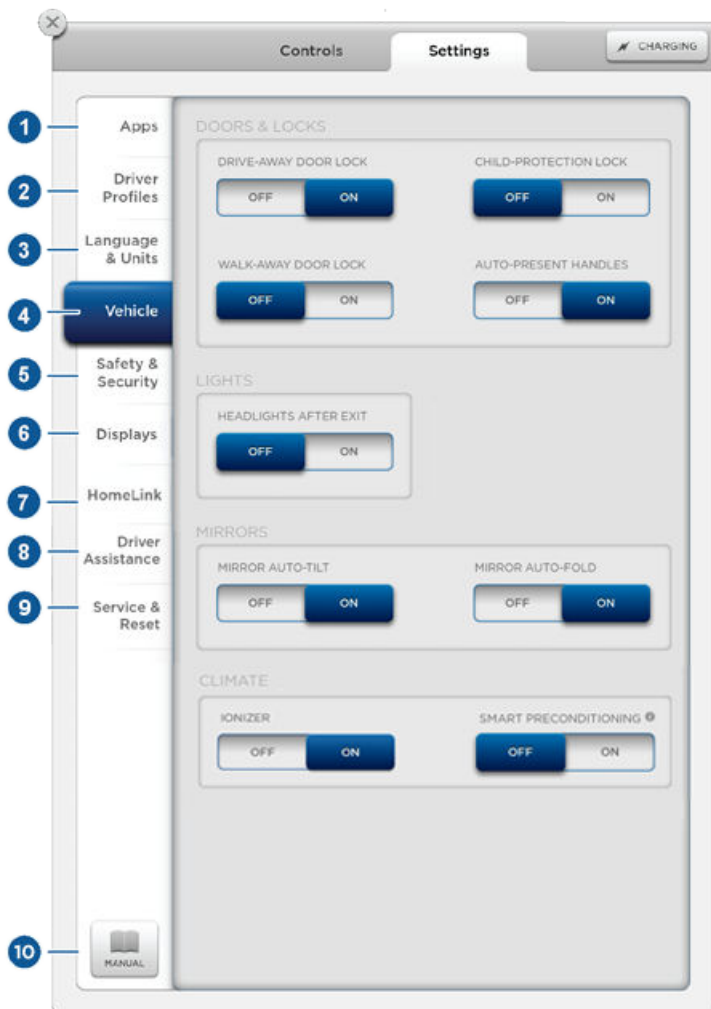 Controls
Settings
CHARGING
1
Apps
2
Driver
Profiles
3
Language
& Units
4
Vehicle
5
Safety &
Security
6
Displays
7
HomeLink
8
Driver
Assistance
9
Service &
Reset
10
MANUAL
DOORS & LOCKS
DRIVE-AWAY DOOR LOCK
OFF ON
CHILD-PROTECTION LOCK
OFF ON
WALK-AWAY DOOR LOCK
OFF ON
AUTO-PRESENT HANDLES
OFF ON
LIGHTS
HEADLIGHTS AFTER EXIT
OFF ON
MIRRORS
MIRROR AUTO-TILT
OFF ON
MIRROR AUTO-FOLD
OFF ON
CLIMATE
IONIZER
OFF ON
SMART PRECONDITIONING
OFF ON